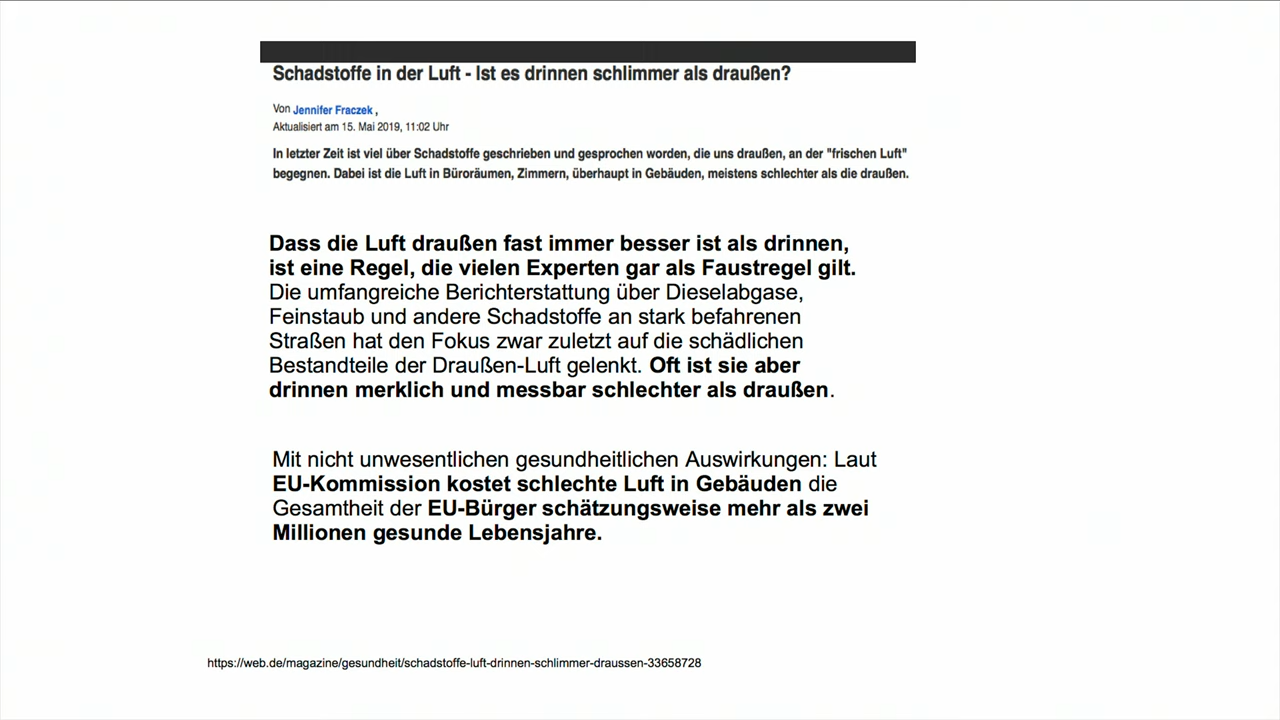 Schadstoffe in der Luft - Ist es drinnen schlimmer als draußen?
Von Jennifer Fraczek ,
Aktualisiert am 15. Mai 2019, 11:02 Uhr
In letzter Zeit ist viel über Schadstoffe geschrieben und gesprochen worden, die uns draußen, an der "frischen Luft"
begegnen. Dabei ist die Luft in Büroräumen, Zimmern, überhaupt in Gebäuden, meistens schlechter als die draußen.
Dass die Luft draußen fast immer besser ist als drinnen,
ist eine Regel, die vielen Experten gar als Faustregel gilt.
Die umfangreiche Berichterstattung über Dieselabgase,
Feinstaub und andere Schadstoffe an stark befahrenen
Straßen hat den Fokus zwar zuletzt auf die schädlichen
Bestandteile der Draußen-Luft gelenkt. Oft ist sie aber
drinnen merklich und messbar schlechter als draußen.
Mit nicht unwesentlichen gesundheitlichen Auswirkungen: Laut
EU-Kommission kostet schlechte Luft in Gebäuden die
Gesamtheit der EU-Bürger schätzungsweise mehr als zwei
Millionen gesunde Lebensjahre.
https://web.de/magazine/gesundheit/schadstoffe-luft-drinnen-schlimmer-draussen-33658728